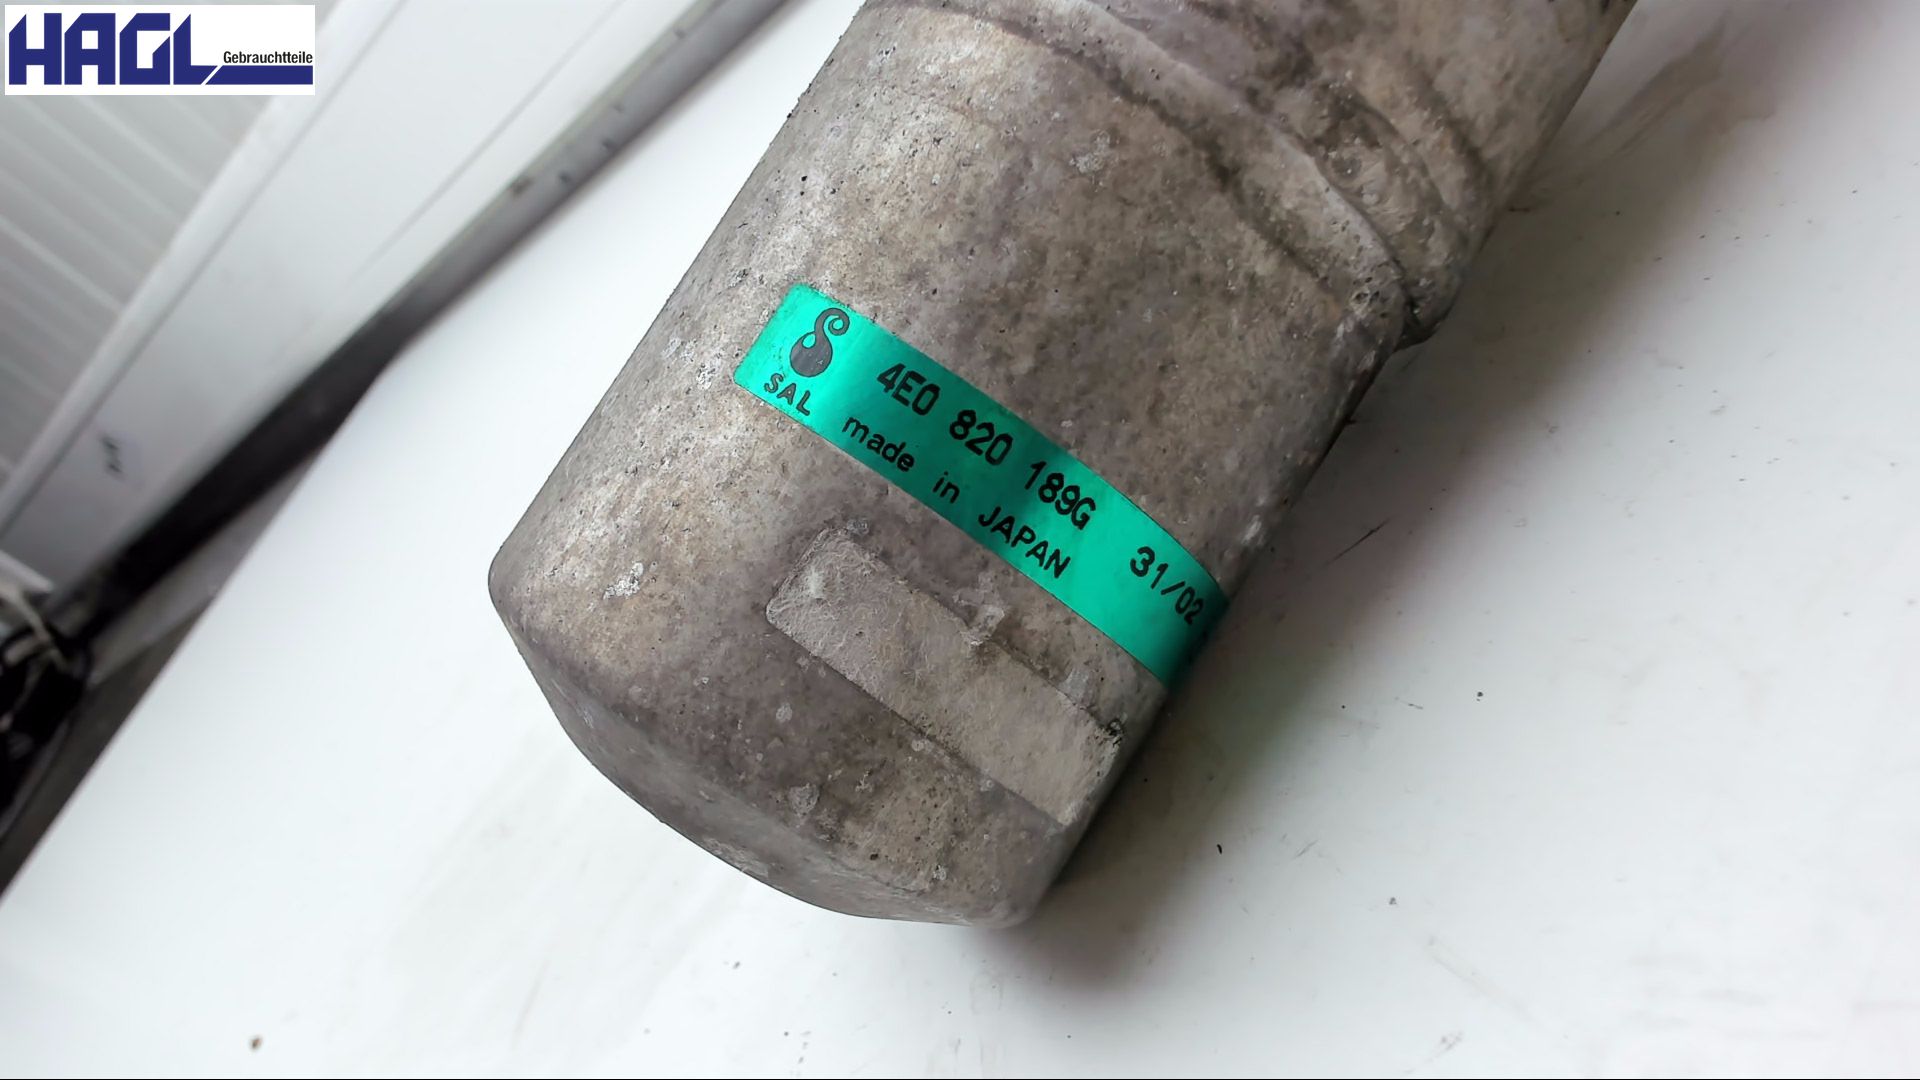 HAGL
Gebrauchtteile
4E0 820 189G 31/02
SAL
made in JAPAN